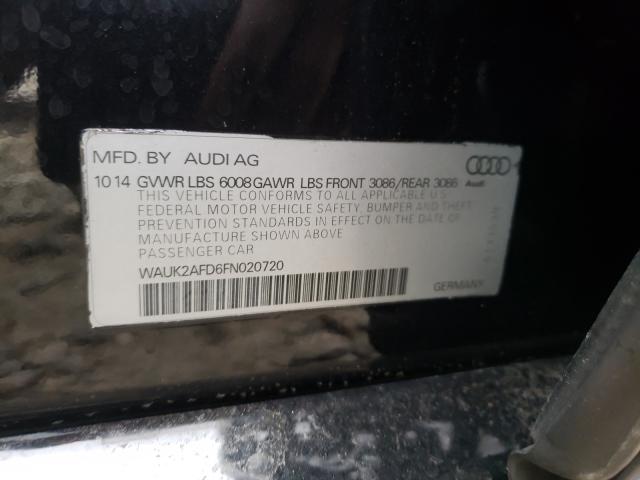 MFD. BY AUDI AG
10 14 GVWR LBS 6008 GAWR LBS FRONT 3086/REAR 3086 Audi
THIS VEHICLE CONFORMS TO ALL APPLICABLE U.S.
FEDERAL MOTOR VEHICLE SAFETY, BUMPER AND THEFT
PREVENTION STANDARDS IN EFFECT ON THE DATE OF
MANUFACTURE SHOWN ABOVE
PASSENGER CAR
WAUK2AFD6FN020720
GERMANY